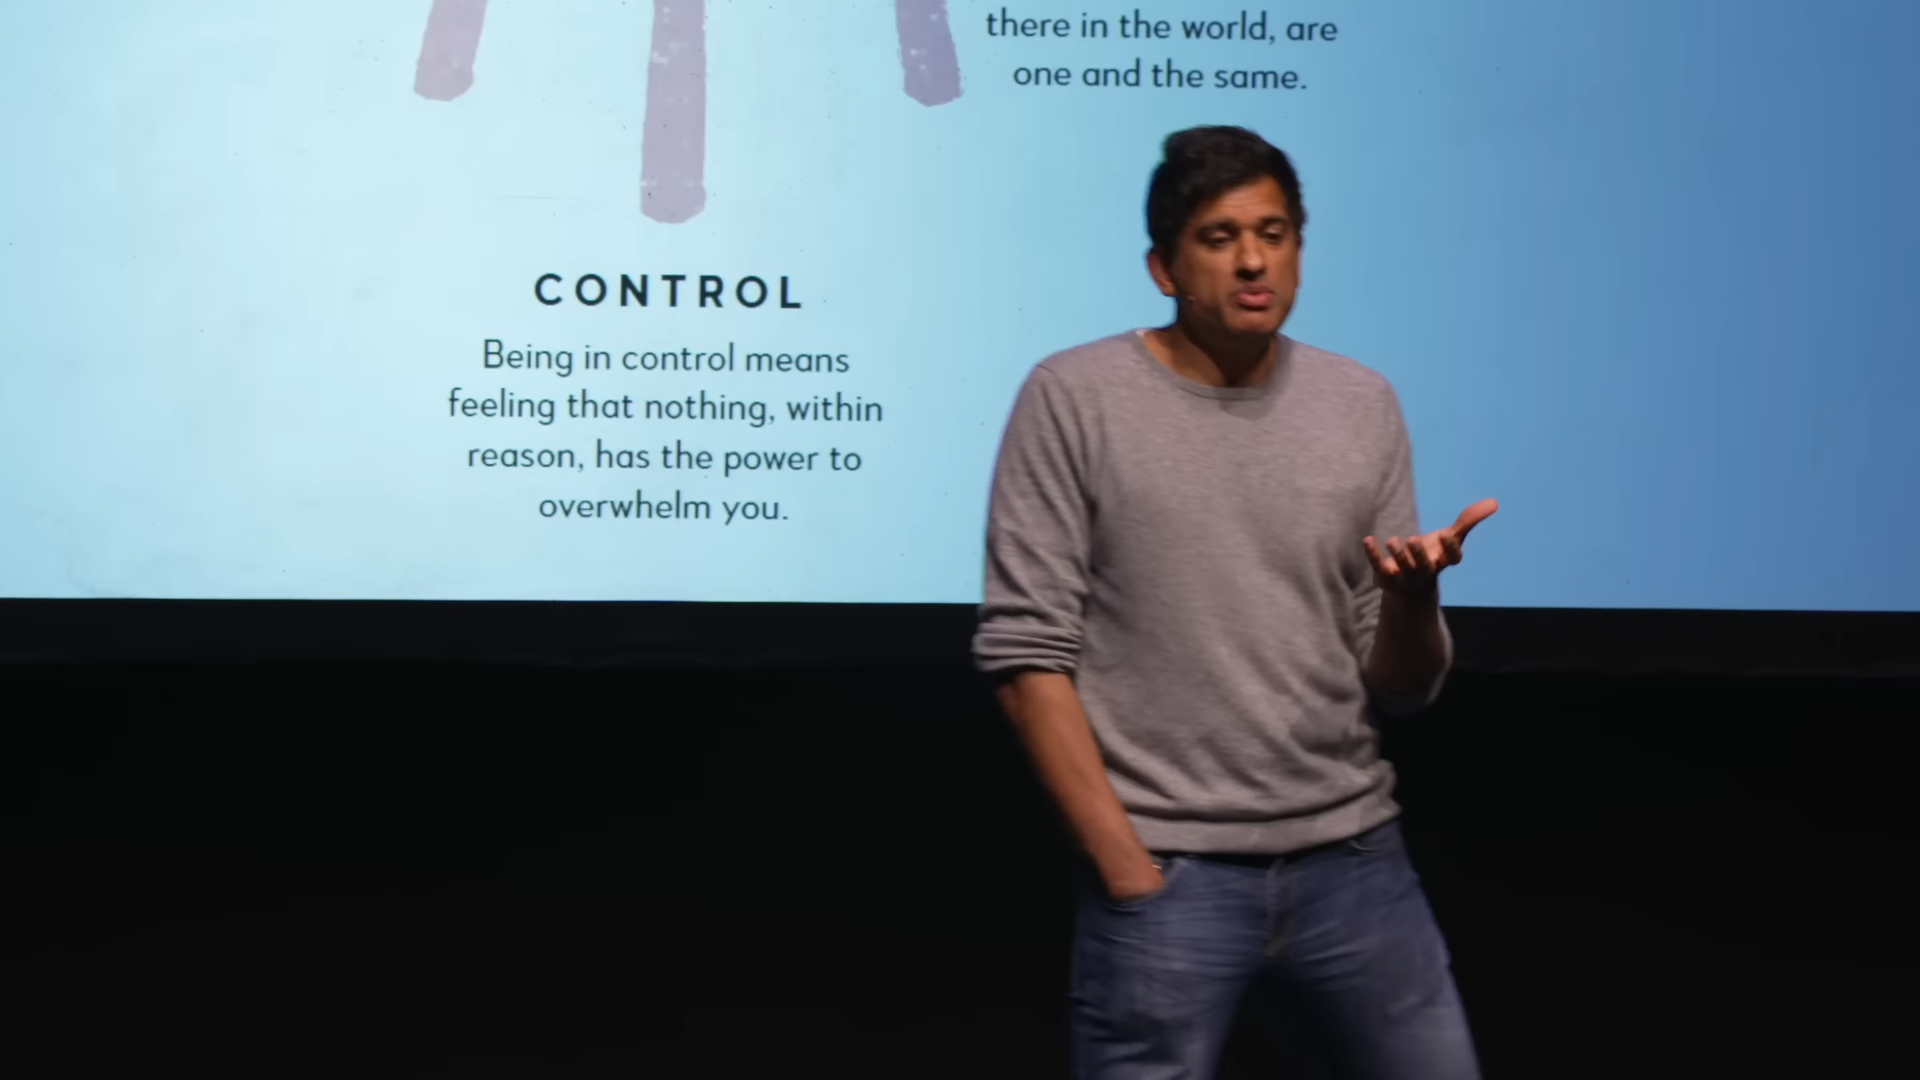 there in the world, are
one and the same.
CONTROL
Being in control means
feeling that nothing, within
reason, has the power to
overwhelm you.